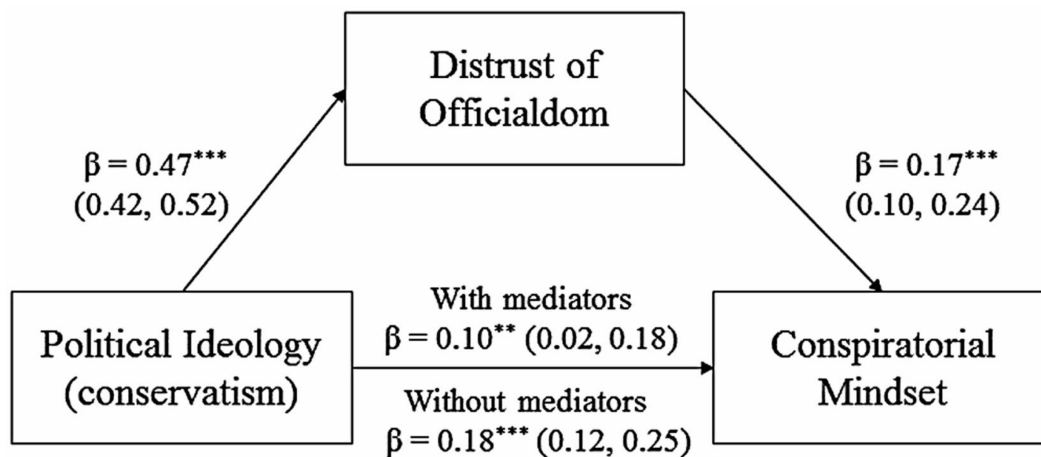 Distrust of
Officialdom
β = 0.47***
(0.42, 0.52)
β = 0.17***
(0.10, 0.24)
Political Ideology
(conservatism)
With mediators
β = 0.10** (0.02, 0.18)
Without mediators
β = 0.18*** (0.12, 0.25)
Conspiratorial
Mindset